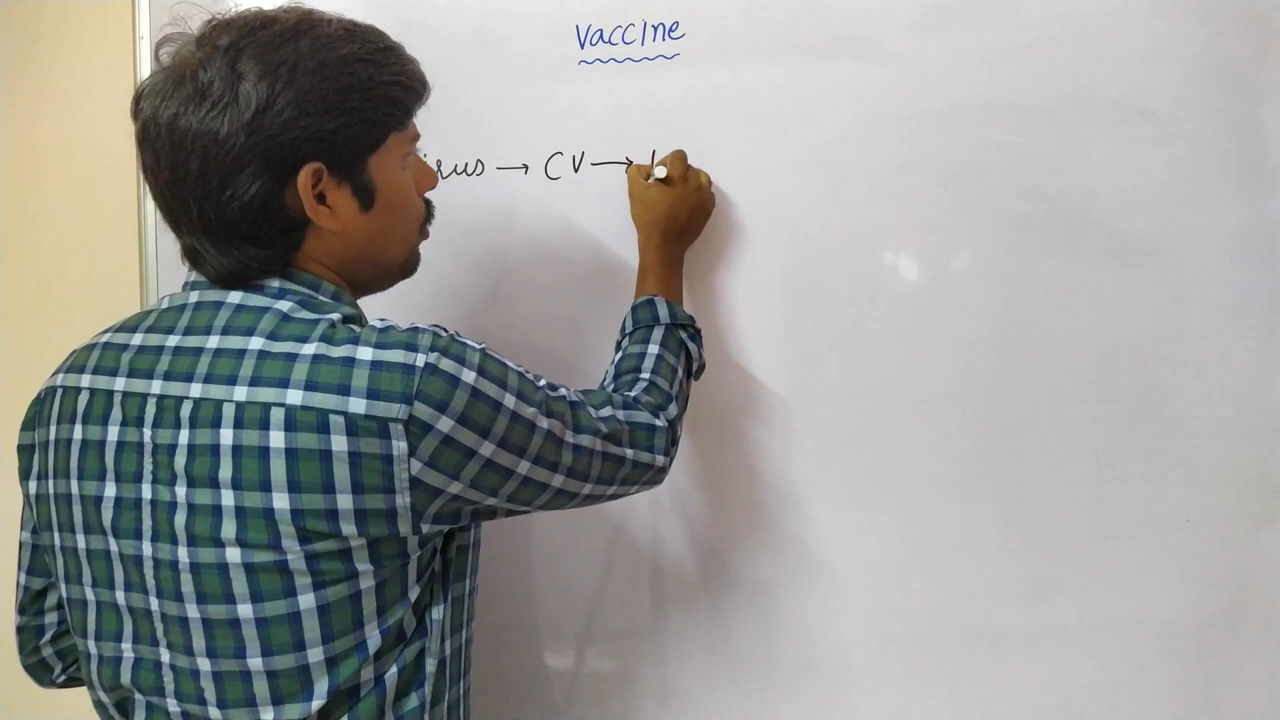 Vaccine
irus → CV →